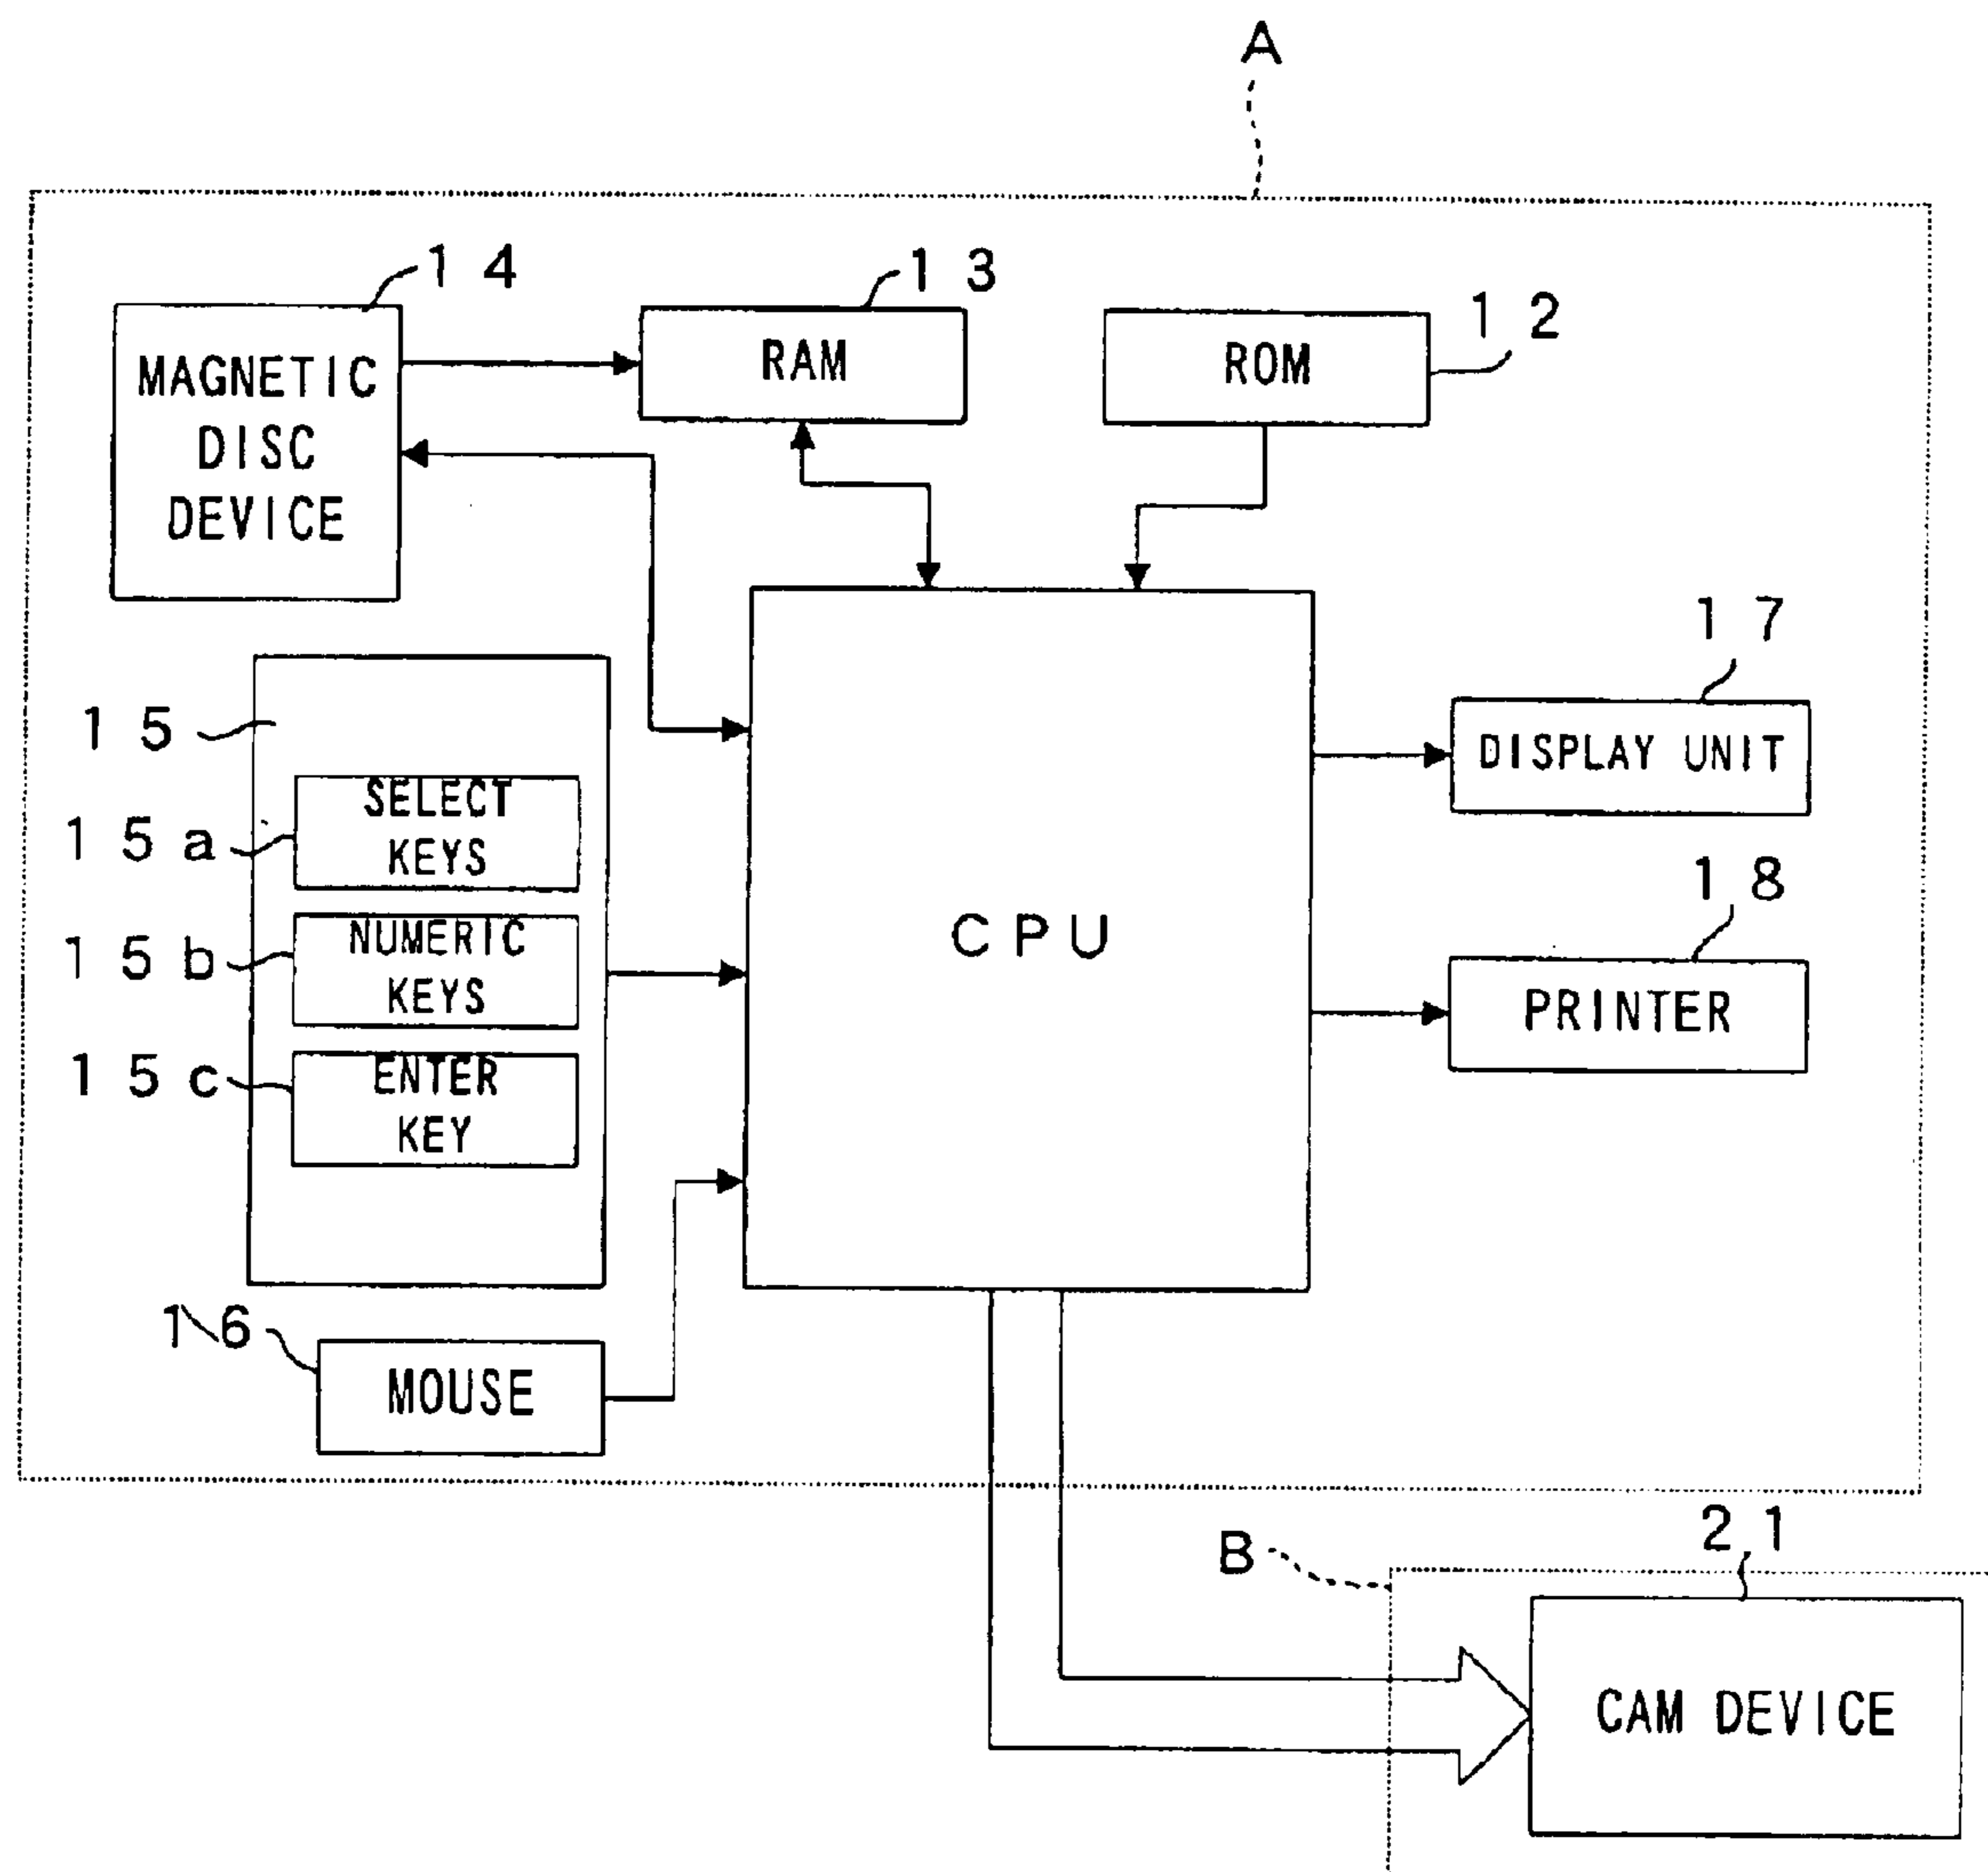 A
14
13
12
MAGNETIC
DISC
DEVICE
RAM
ROM
15
15a
SELECT
KEYS
15b
NUMERIC
KEYS
15c
ENTER
KEY
CPU
17
DISPLAY UNIT
18
PRINTER
16
MOUSE
B
21
CAM DEVICE